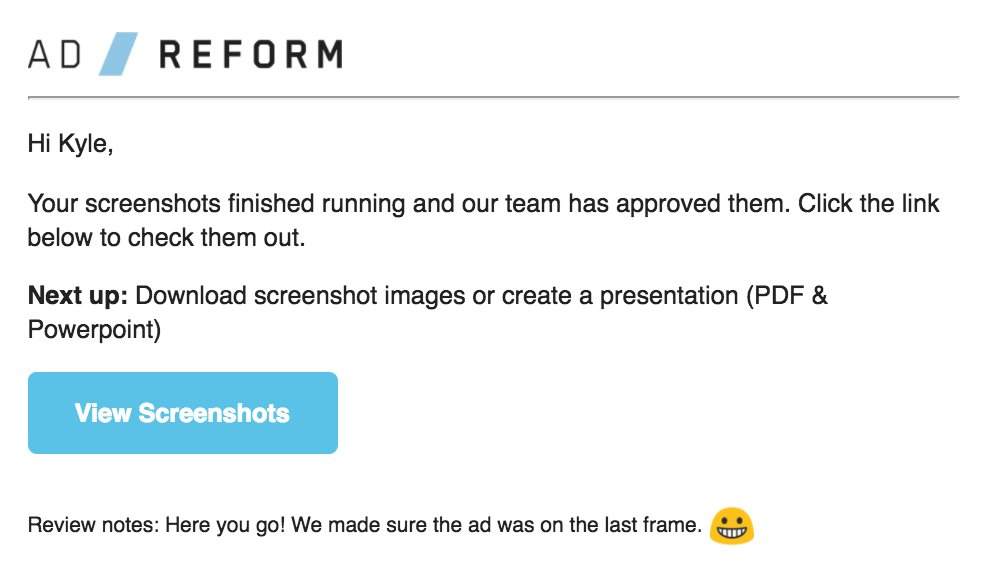 AD REFORM
Hi Kyle,
Your screenshots finished running and our team has approved them. Click the link
below to check them out.
Next up: Download screenshot images or create a presentation (PDF &
Powerpoint)
View Screenshots
Review notes: Here you go! We made sure the ad was on the last frame. 😀